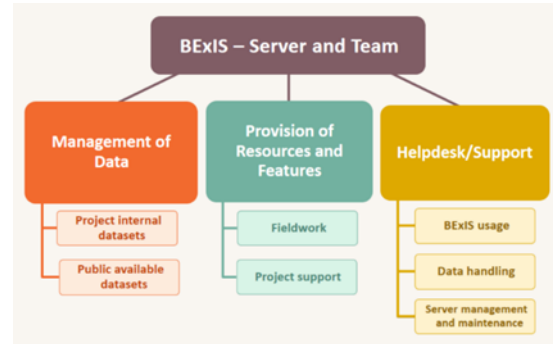 BExIS – Server and Team
Management of
Data
Project internal
datasets
Public available
datasets
Provision of
Resources and
Features
Fieldwork
Project support
Helpdesk/Support
BExIS usage
Data handling
Server management
and maintenance